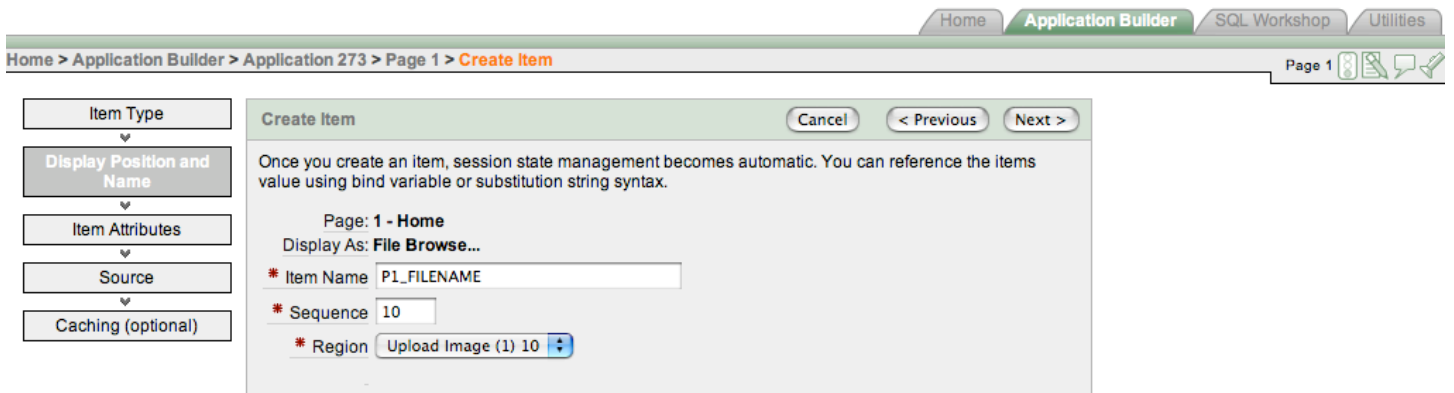 Home Application Builder SQL Workshop Utilities
Home > Application Builder > Application 273 > Page 1 > Create Item
Page 1
Item Type
Display Position and
Name
Item Attributes
Source
Caching (optional)
Create Item
Cancel < Previous Next >
Once you create an item, session state management becomes automatic. You can reference the items
value using bind variable or substitution string syntax.
Page: 1 - Home
Display As: File Browse...
* Item Name P1_FILENAME
* Sequence 10
* Region Upload Image (1) 10